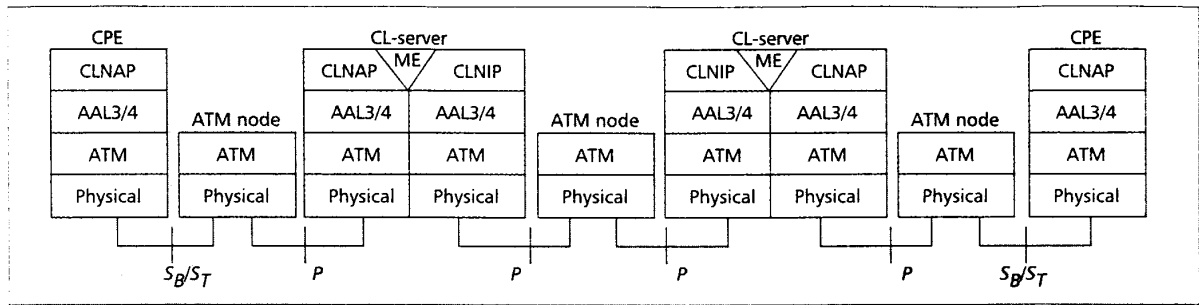 CPE CL-server CL-server CPE
CLNAP CLNAP ME CLNIP CLNIP ME CLNAP CLNAP
AAL3/4 ATM node AAL3/4 AAL3/4 ATM node AAL3/4 AAL3/4 ATM node AAL3/4
ATM ATM ATM ATM ATM ATM ATM ATM ATM
Physical Physical Physical Physical Physical Physical Physical Physical Physical
S_B/S_T P P P P S_B/S_T